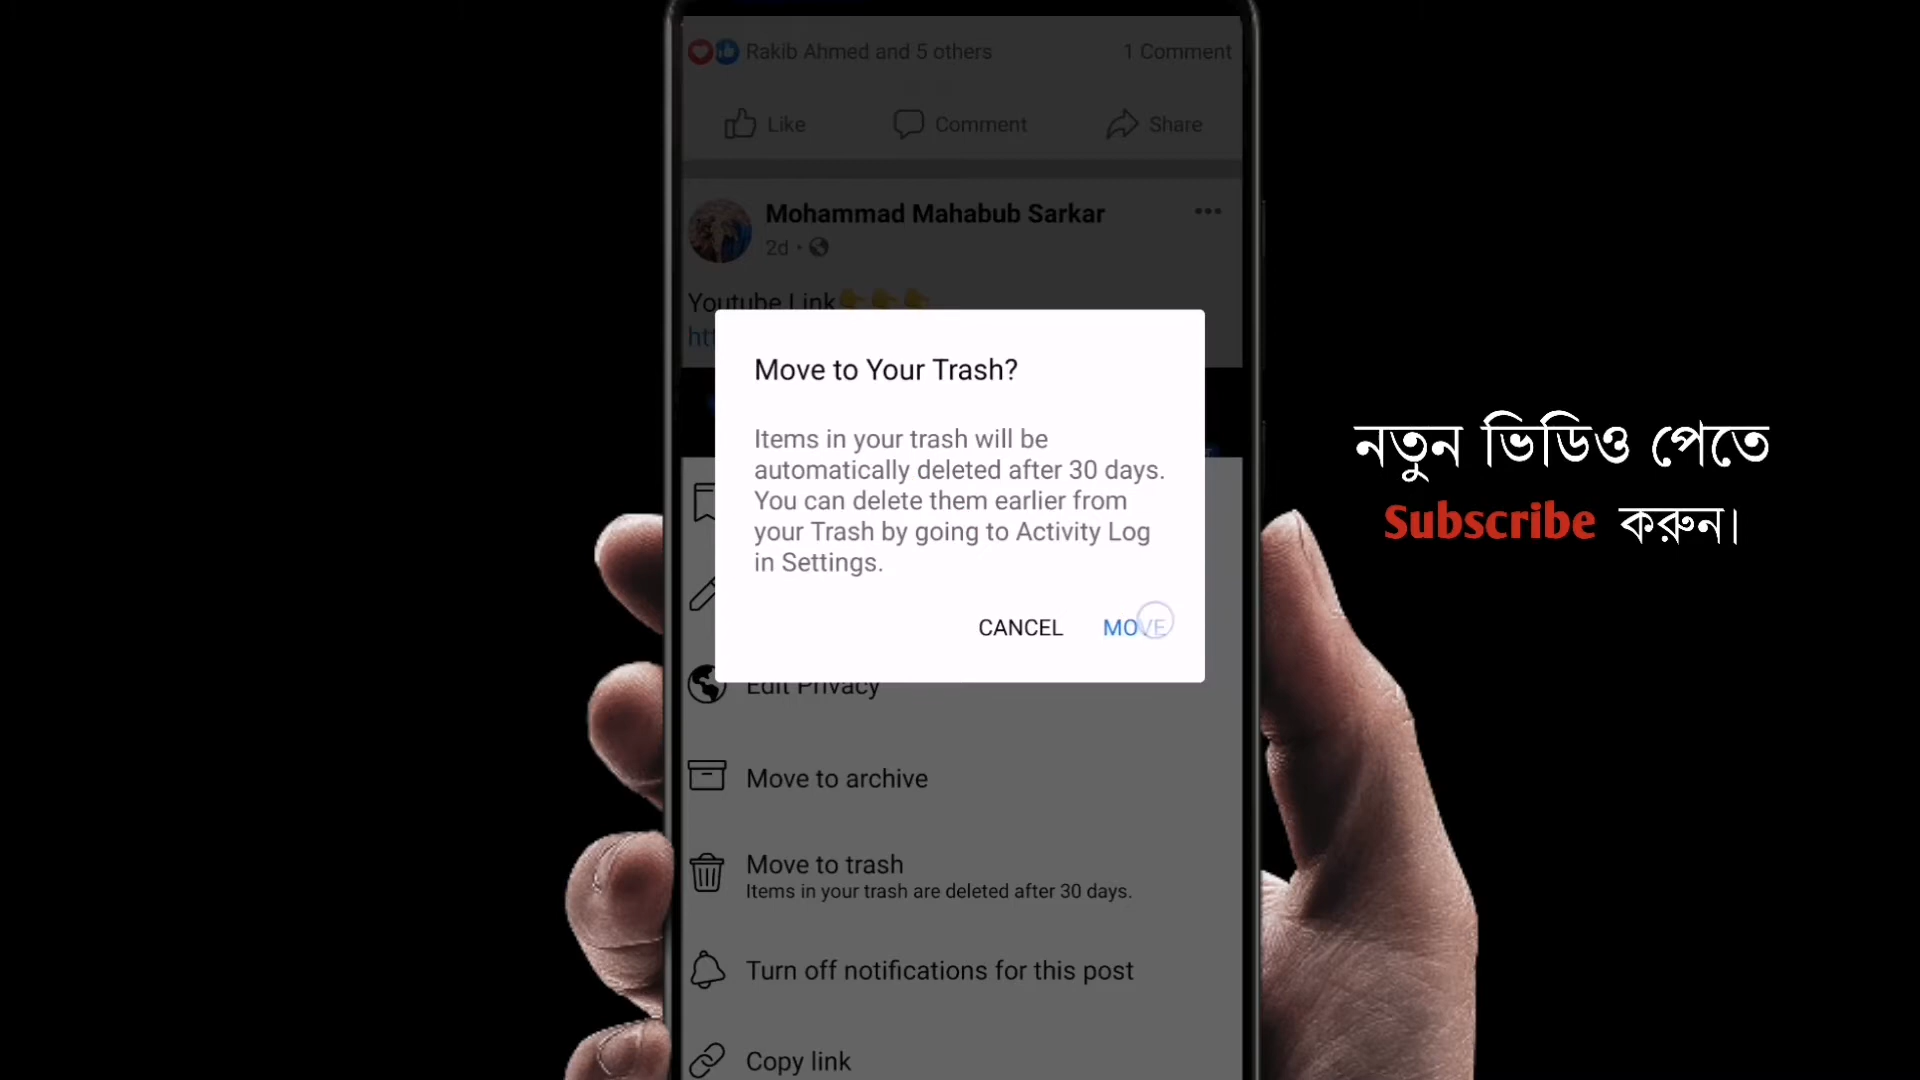 Rakib Ahmed and 5 others 1 Comment
Like Comment Share
Mohammad Mahabub Sarkar
2d
Youtube Link👉👉👉
Move to Your Trash?
Items in your trash will be
automatically deleted after 30 days.
You can delete them earlier from
your Trash by going to Activity Log
in Settings.
CANCEL MOVE
Edit Privacy
Move to archive
Move to trash
Items in your trash are deleted after 30 days.
Turn off notifications for this post
Copy link
নতুন ভিডিও পেতে
Subscribe করুন।